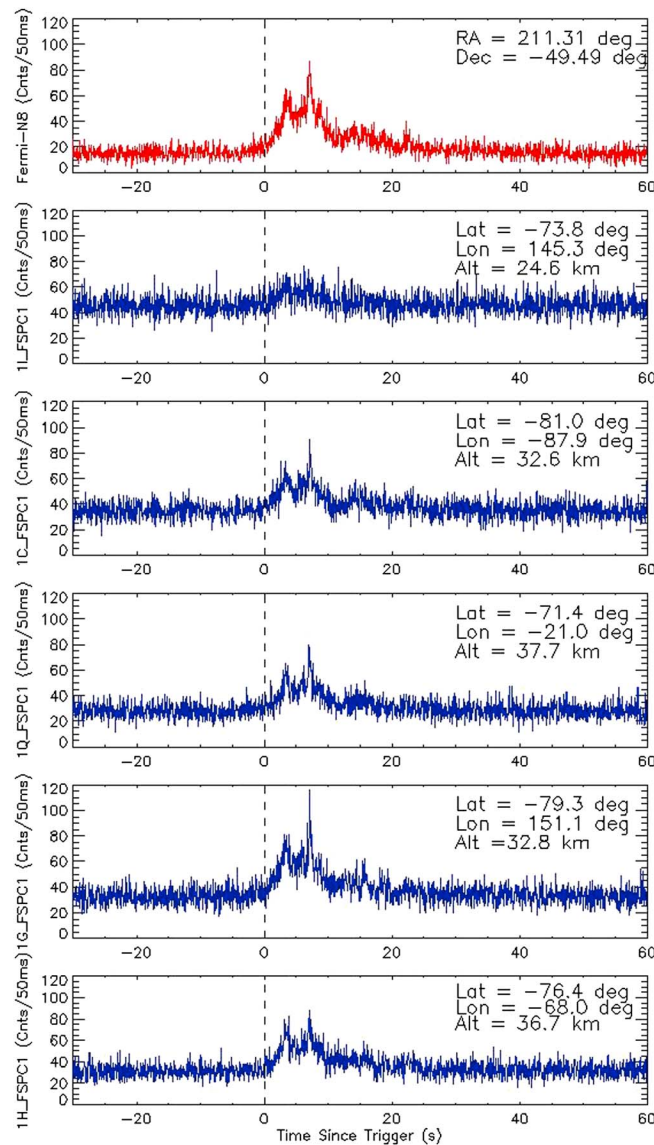 Fermi-N8 (Cnts/50ms)
120
100
80
60
40
20
0
RA = 211.31 deg
Dec = -49.49 deg
-20 0 20 40 60
1I_FSPC1 (Cnts/50ms)
120
100
80
60
40
20
0
Lat = -73.8 deg
Lon = 145.3 deg
Alt = 24.6 km
-20 0 20 40 60
1C_FSPC1 (Cnts/50ms)
120
100
80
60
40
20
0
Lat = -81.0 deg
Lon = -87.9 deg
Alt = 32.6 km
-20 0 20 40 60
1Q_FSPC1 (Cnts/50ms)
120
100
80
60
40
20
0
Lat = -71.4 deg
Lon = -21.0 deg
Alt = 37.7 km
-20 0 20 40 60
1G_FSPC1 (Cnts/50ms)
120
100
80
60
40
20
0
Lat = -79.3 deg
Lon = 151.1 deg
Alt =32.8 km
-20 0 20 40 60
1H_FSPC1 (Cnts/50ms)
120
100
80
60
40
20
0
Lat = -76.4 deg
Lon = -68.0 deg
Alt = 36.7 km
-20 0 20 40 60
Time Since Trigger (s)